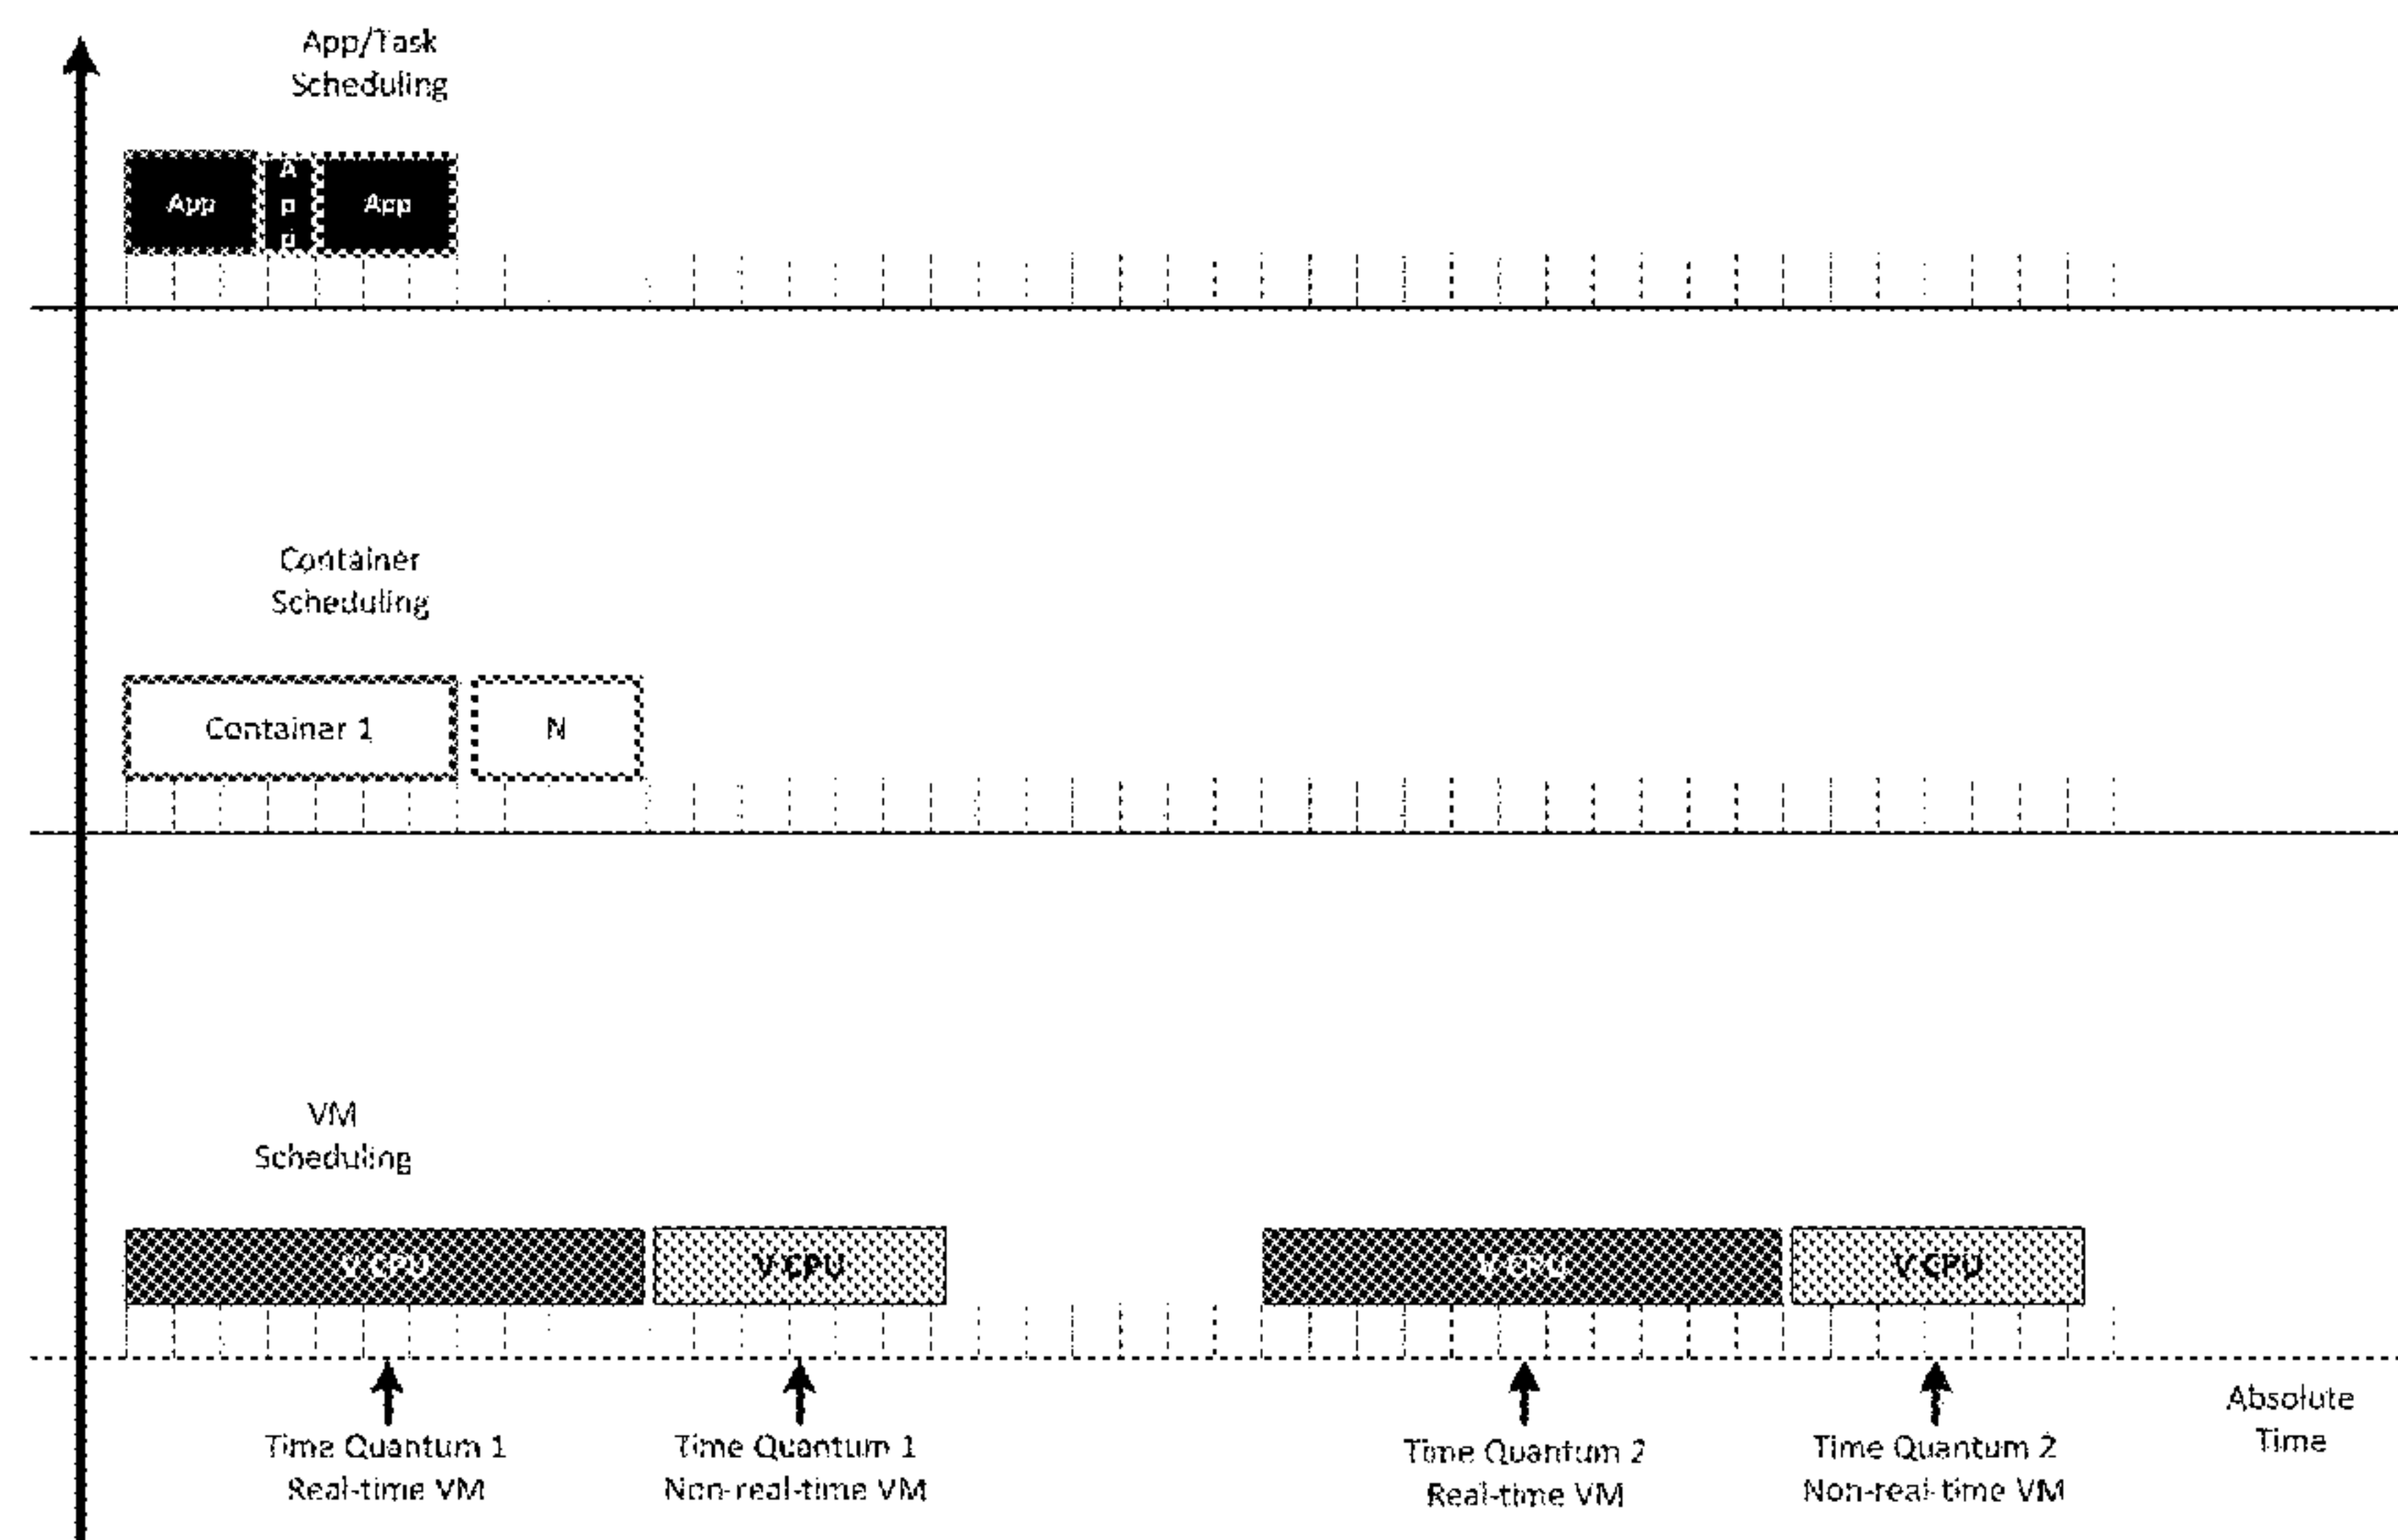 App/Task
Scheduling
App
App
App
Container
Scheduling
Container 1
N
VM
Scheduling
V CPU
V CPU
V CPU
V CPU
Time Quantum 1
Real-time VM
Time Quantum 1
Non-real-time VM
Time Quantum 2
Real-time VM
Time Quantum 2
Non-real-time VM
Absolute
Time